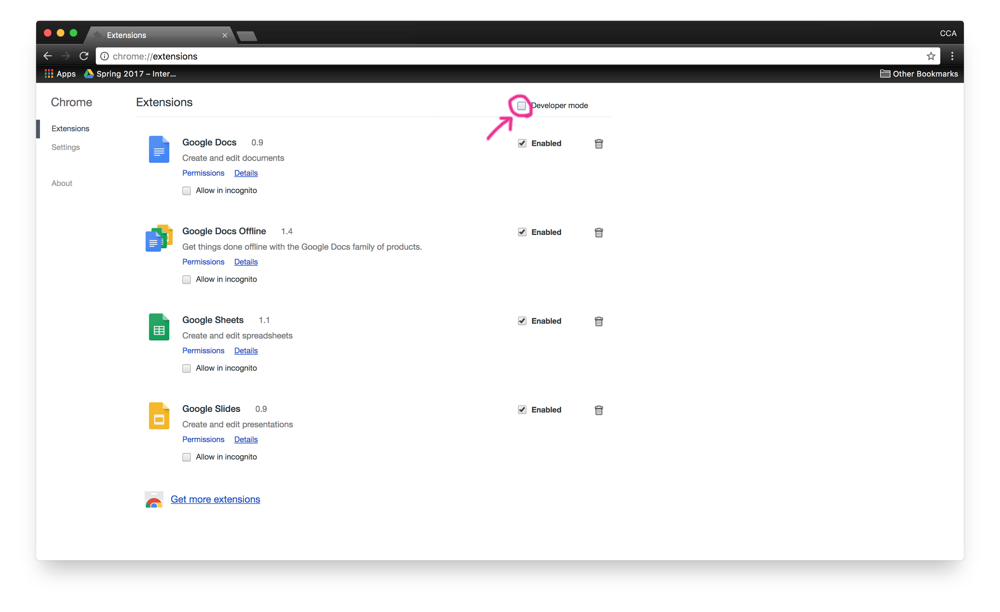 Extensions
CCA
chrome://extensions
Apps
Spring 2017 – Inter...
Other Bookmarks
Chrome
Extensions
Settings
About
Extensions
Developer mode
Google Docs 0.9
Enabled
Create and edit documents
Permissions Details
Allow in incognito
Google Docs Offline 1.4
Enabled
Get things done offline with the Google Docs family of products.
Permissions Details
Allow in incognito
Google Sheets 1.1
Enabled
Create and edit spreadsheets
Permissions Details
Allow in incognito
Google Slides 0.9
Enabled
Create and edit presentations
Permissions Details
Allow in incognito
Get more extensions